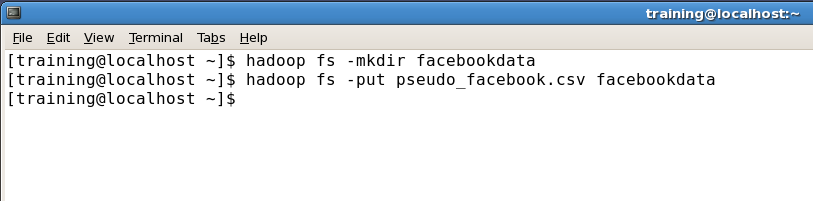 training@localhost:~
File Edit View Terminal Tabs Help
[training@localhost ~]$ hadoop fs -mkdir facebookdata
[training@localhost ~]$ hadoop fs -put pseudo_facebook.csv facebookdata
[training@localhost ~]$